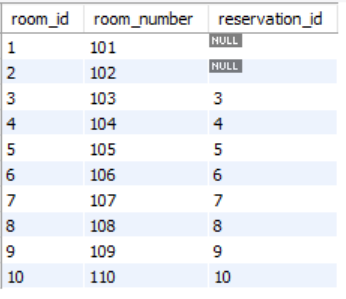 room_id room_number reservation_id
1 101 NULL
2 102 NULL
3 103 3
4 104 4
5 105 5
6 106 6
7 107 7
8 108 8
9 109 9
10 110 10